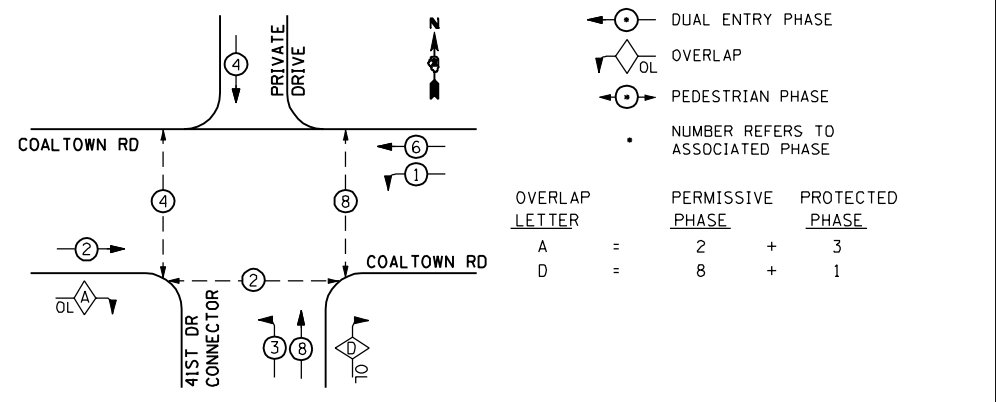 N
4
PRIVATE
DRIVE
COALTOWN RD
6
1
4
8
2
COALTOWN RD
2
OL A
41ST DR
CONNECTOR
3 8 D
OL
* DUAL ENTRY PHASE
OL OVERLAP
* PEDESTRIAN PHASE
* NUMBER REFERS TO
ASSOCIATED PHASE
OVERLAP PERMISSIVE PROTECTED
LETTER PHASE PHASE
A = 2 + 3
D = 8 + 1